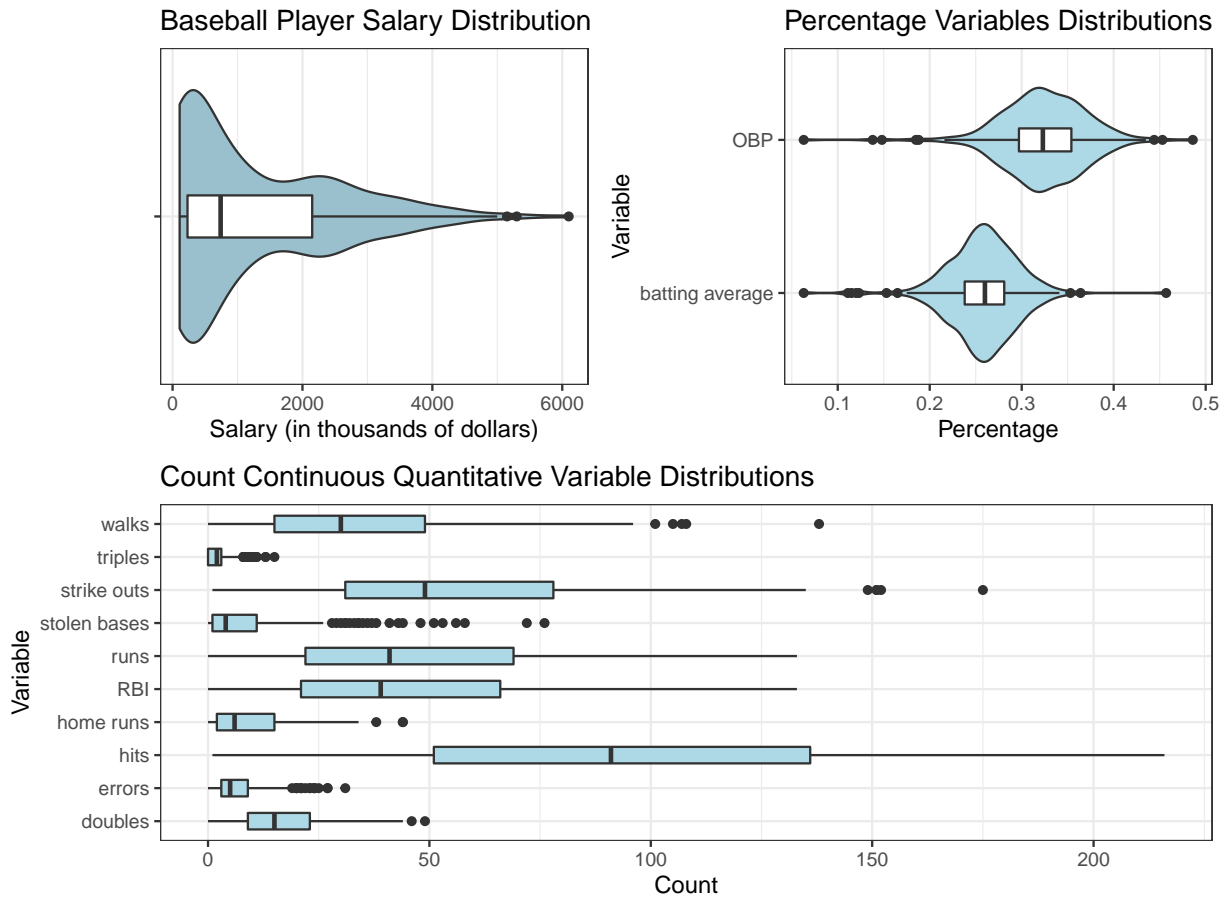 Baseball Player Salary Distribution
0 2000 4000 6000
Salary (in thousands of dollars)
Percentage Variables Distributions
Variable
OBP
batting average
0.1 0.2 0.3 0.4 0.5
Percentage
Count Continuous Quantitative Variable Distributions
Variable
walks
triples
strike outs
stolen bases
runs
RBI
home runs
hits
errors
doubles
0 50 100 150 200
Count